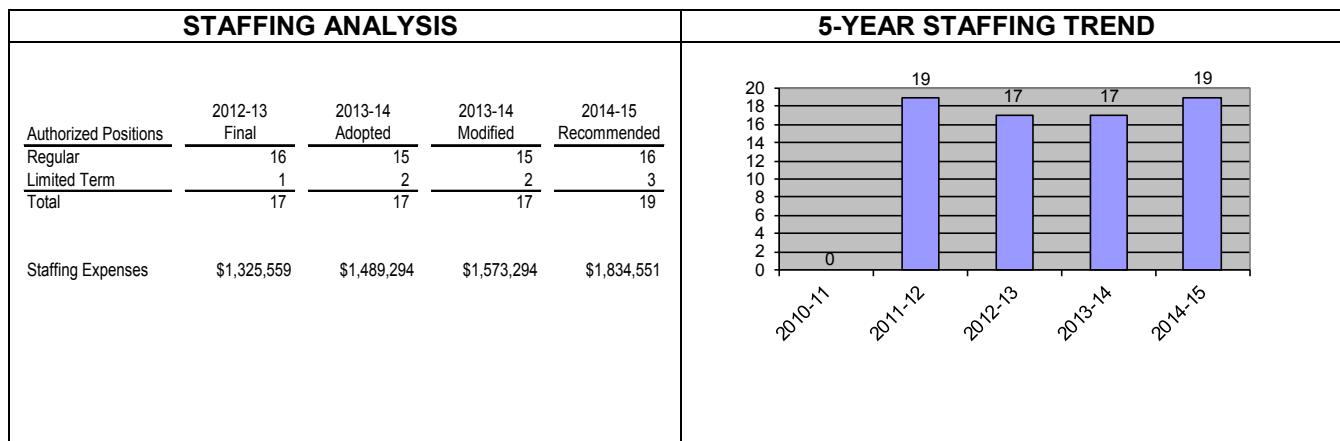 STAFFING ANALYSIS
2012-13 2013-14 2013-14 2014-15
Authorized Positions Final Adopted Modified Recommended
Regular 16 15 15 16
Limited Term 1 2 2 3
Total 17 17 17 19
Staffing Expenses $1,325,559 $1,489,294 $1,573,294 $1,834,551
5-YEAR STAFFING TREND
20
18
16
14
12
10
8
6
4
2
0
0 19 17 17 19
2010-11 2011-12 2012-13 2013-14 2014-15